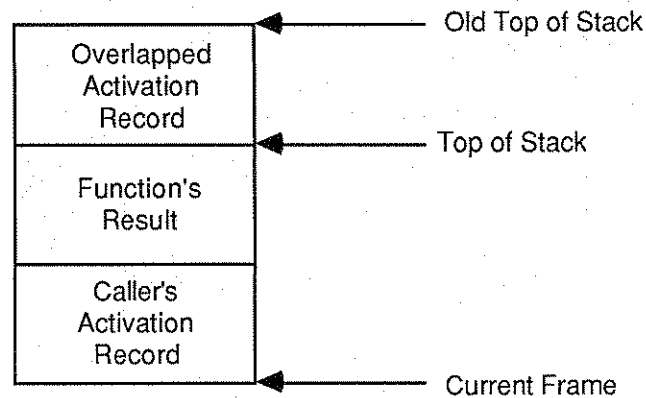 Old Top of Stack
Overlapped
Activation
Record
Top of Stack
Function's
Result
Caller's
Activation
Record
Current Frame